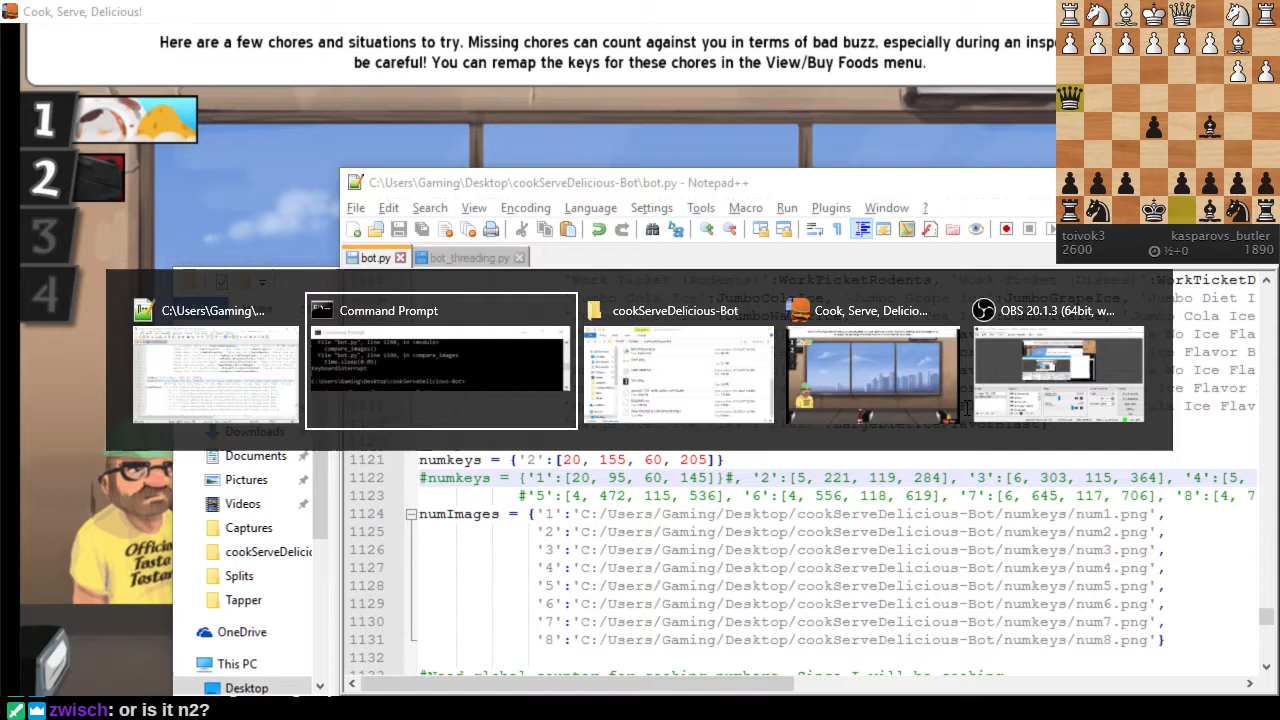 Cook, Serve, Delicious!
Here are a few chores and situations to try. Missing chores can count against you in terms of bad buzz, especially during an inspe
be careful! You can remap the keys for these chores in the View/Buy Foods menu.
1
2
3
4
toivok3
kasparovs_butler
2600
½+0
1890
C:\Users\Gaming\Desktop\cookServeDelicious-Bot\bot.py - Notepad++
File Edit Search View Encoding Language Settings Tools Macro Run Plugins Window ?
bot.py
bot_threading.py
C:\Users\Gaming\...
Command Prompt
cookServeDelicious-Bot
Cook, Serve, Delicio...
OBS 20.1.3 (64bit, w...
Downloads
Documents
Pictures
Videos
Captures
cookServeDelicic
Splits
Tapper
OneDrive
This PC
Desktop
1121 numkeys = {'2':[20, 155, 60, 205]}
1122 #numkeys = {'1':[20, 95, 60, 145]}#, '2':[5, 221, 119, 284], '3':[6, 303, 115, 364], '4':[5,
1123 #'5':[4, 472, 115, 536], '6':[4, 556, 118, 619], '7':[6, 645, 117, 706], '8':[4, 7
1124 numImages = {'1':'C:/Users/Gaming/Desktop/cookServeDelicious-Bot/numkeys/num1.png',
1125 '2':'C:/Users/Gaming/Desktop/cookServeDelicious-Bot/numkeys/num2.png',
1126 '3':'C:/Users/Gaming/Desktop/cookServeDelicious-Bot/numkeys/num3.png',
1127 '4':'C:/Users/Gaming/Desktop/cookServeDelicious-Bot/numkeys/num4.png',
1128 '5':'C:/Users/Gaming/Desktop/cookServeDelicious-Bot/numkeys/num5.png',
1129 '6':'C:/Users/Gaming/Desktop/cookServeDelicious-Bot/numkeys/num6.png',
1130 '7':'C:/Users/Gaming/Desktop/cookServeDelicious-Bot/numkeys/num7.png',
1131 '8':'C:/Users/Gaming/Desktop/cookServeDelicious-Bot/numkeys/num8.png'}
1132
Official
Taste
Tester
zwisch: or is it n2?